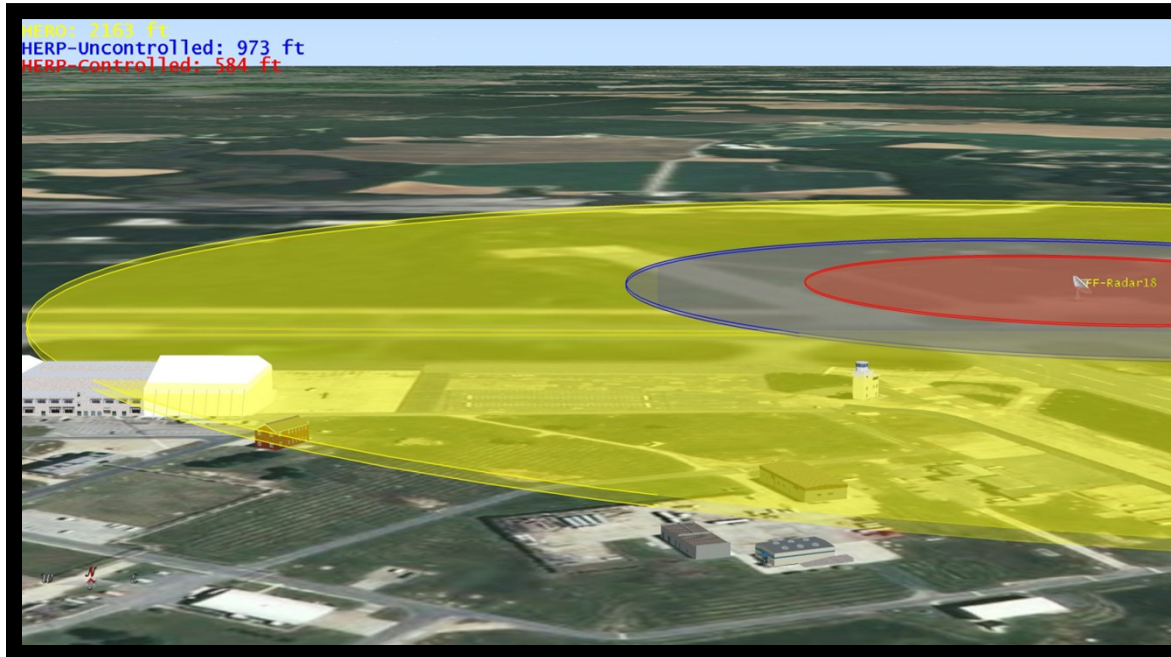 HERO: 2163 ft
HERP-Uncontrolled: 973 ft
HERP-Controlled: 584 ft
FF-Radar18
W N E